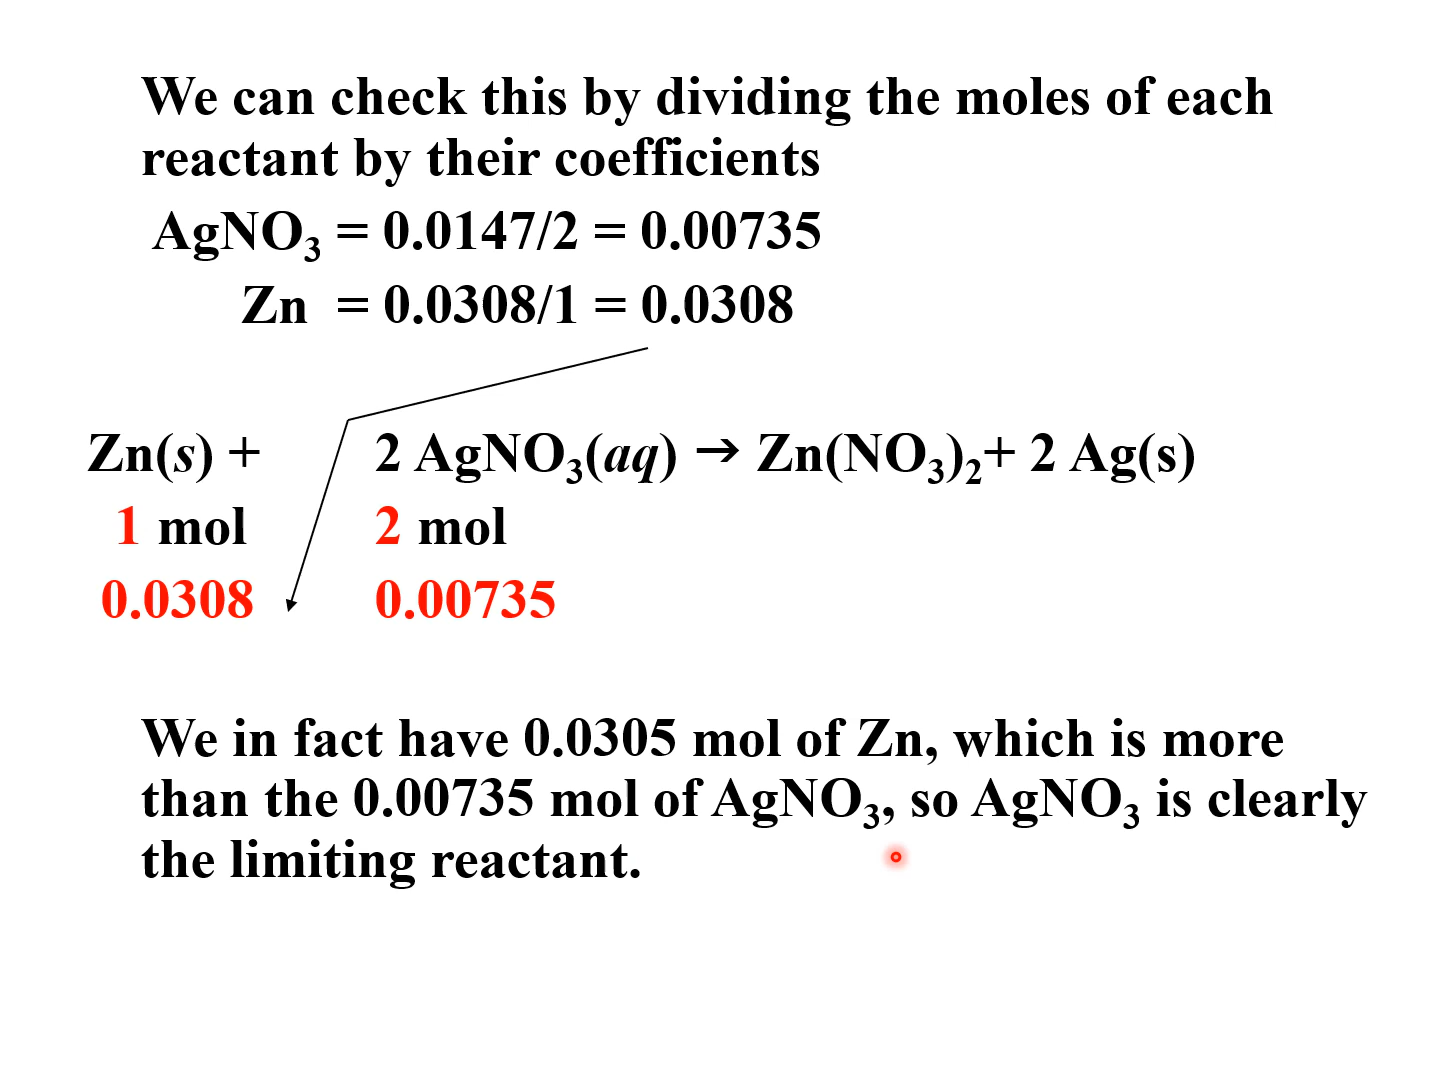 We can check this by dividing the moles of each
reactant by their coefficients
AgNO₃ = 0.0147/2 = 0.00735
Zn = 0.0308/1 = 0.0308
Zn(s) + 2 AgNO₃(aq) → Zn(NO₃)₂+ 2 Ag(s)
1 mol 2 mol
0.0308 0.00735
We in fact have 0.0305 mol of Zn, which is more
than the 0.00735 mol of AgNO₃, so AgNO₃ is clearly
the limiting reactant.